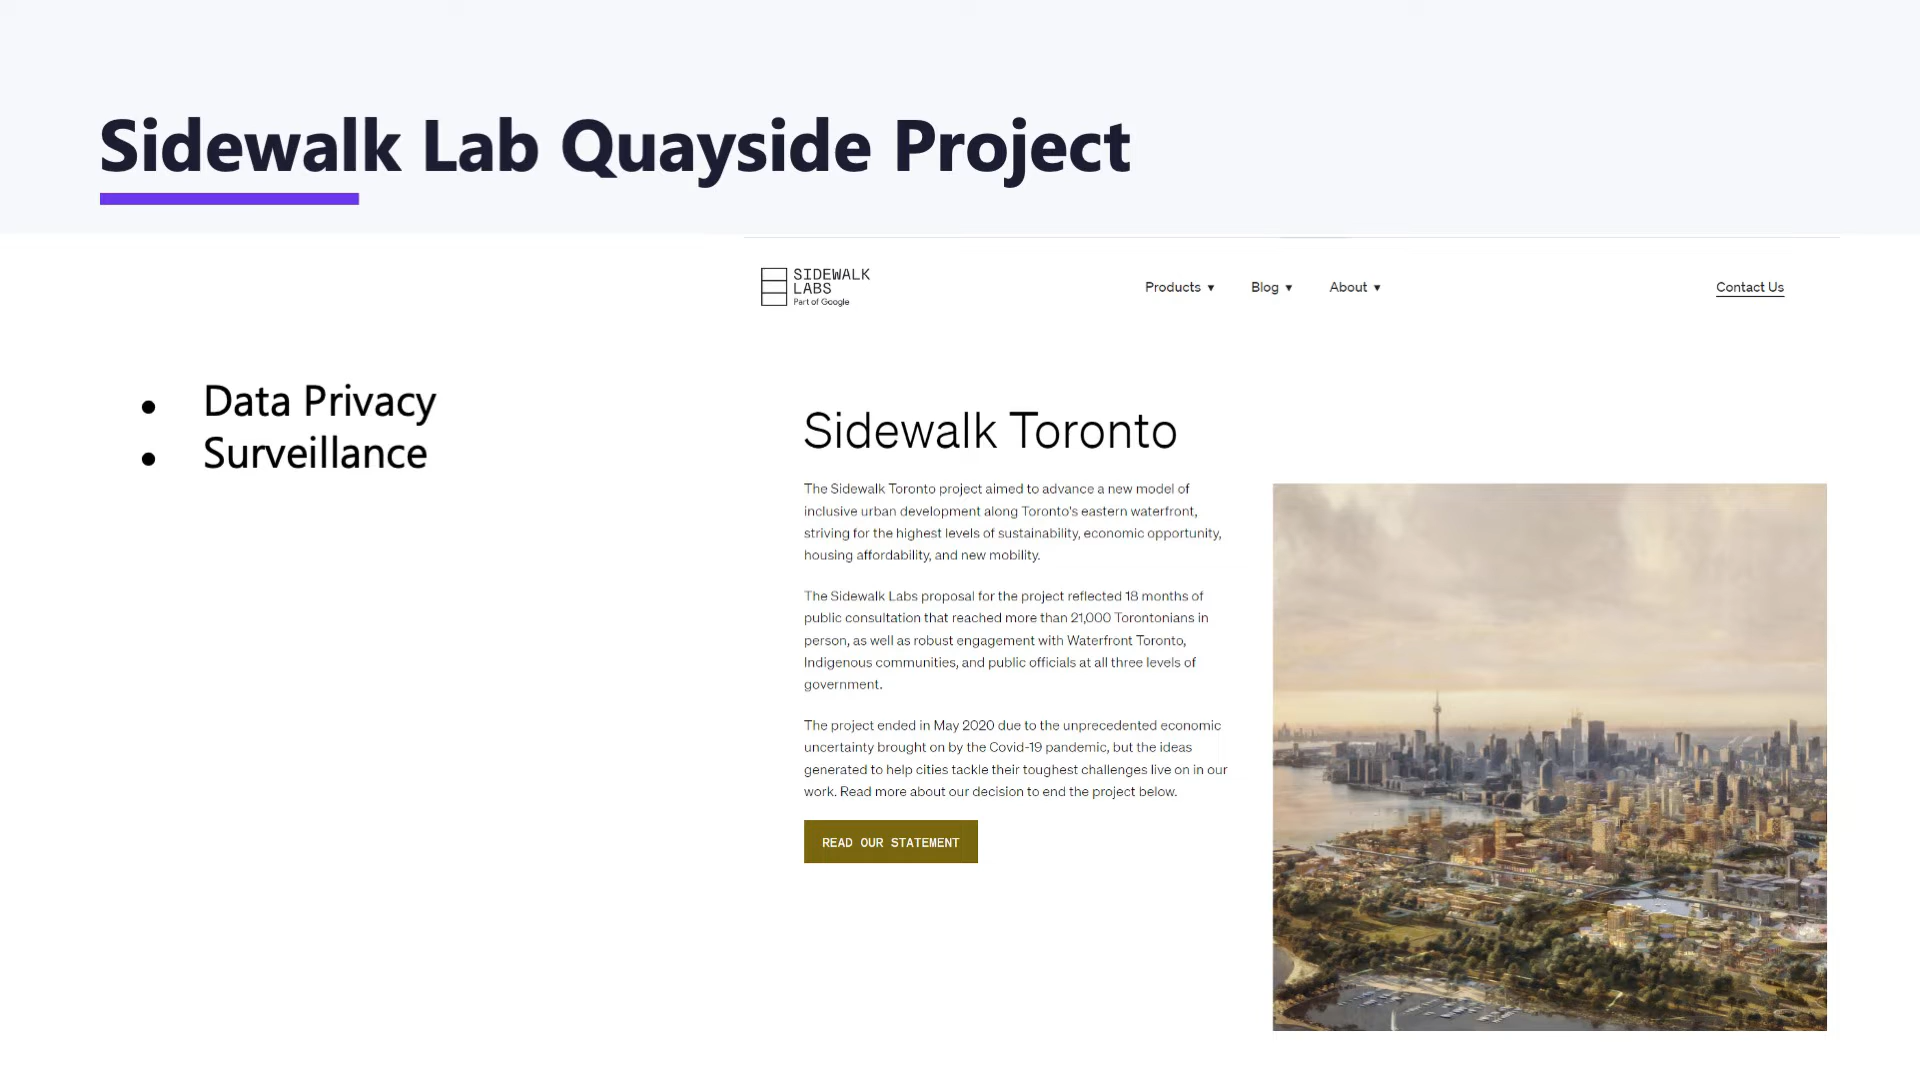 Sidewalk Lab Quayside Project
SIDEWALK
LABS
Part of Google
Products ▾ Blog ▾ About ▾ Contact Us
• Data Privacy
• Surveillance
Sidewalk Toronto
The Sidewalk Toronto project aimed to advance a new model of
inclusive urban development along Toronto's eastern waterfront,
striving for the highest levels of sustainability, economic opportunity,
housing affordability, and new mobility.
The Sidewalk Labs proposal for the project reflected 18 months of
public consultation that reached more than 21,000 Torontonians in
person, as well as robust engagement with Waterfront Toronto,
Indigenous communities, and public officials at all three levels of
government.
The project ended in May 2020 due to the unprecedented economic
uncertainty brought on by the Covid-19 pandemic, but the ideas
generated to help cities tackle their toughest challenges live on in our
work. Read more about our decision to end the project below.
READ OUR STATEMENT